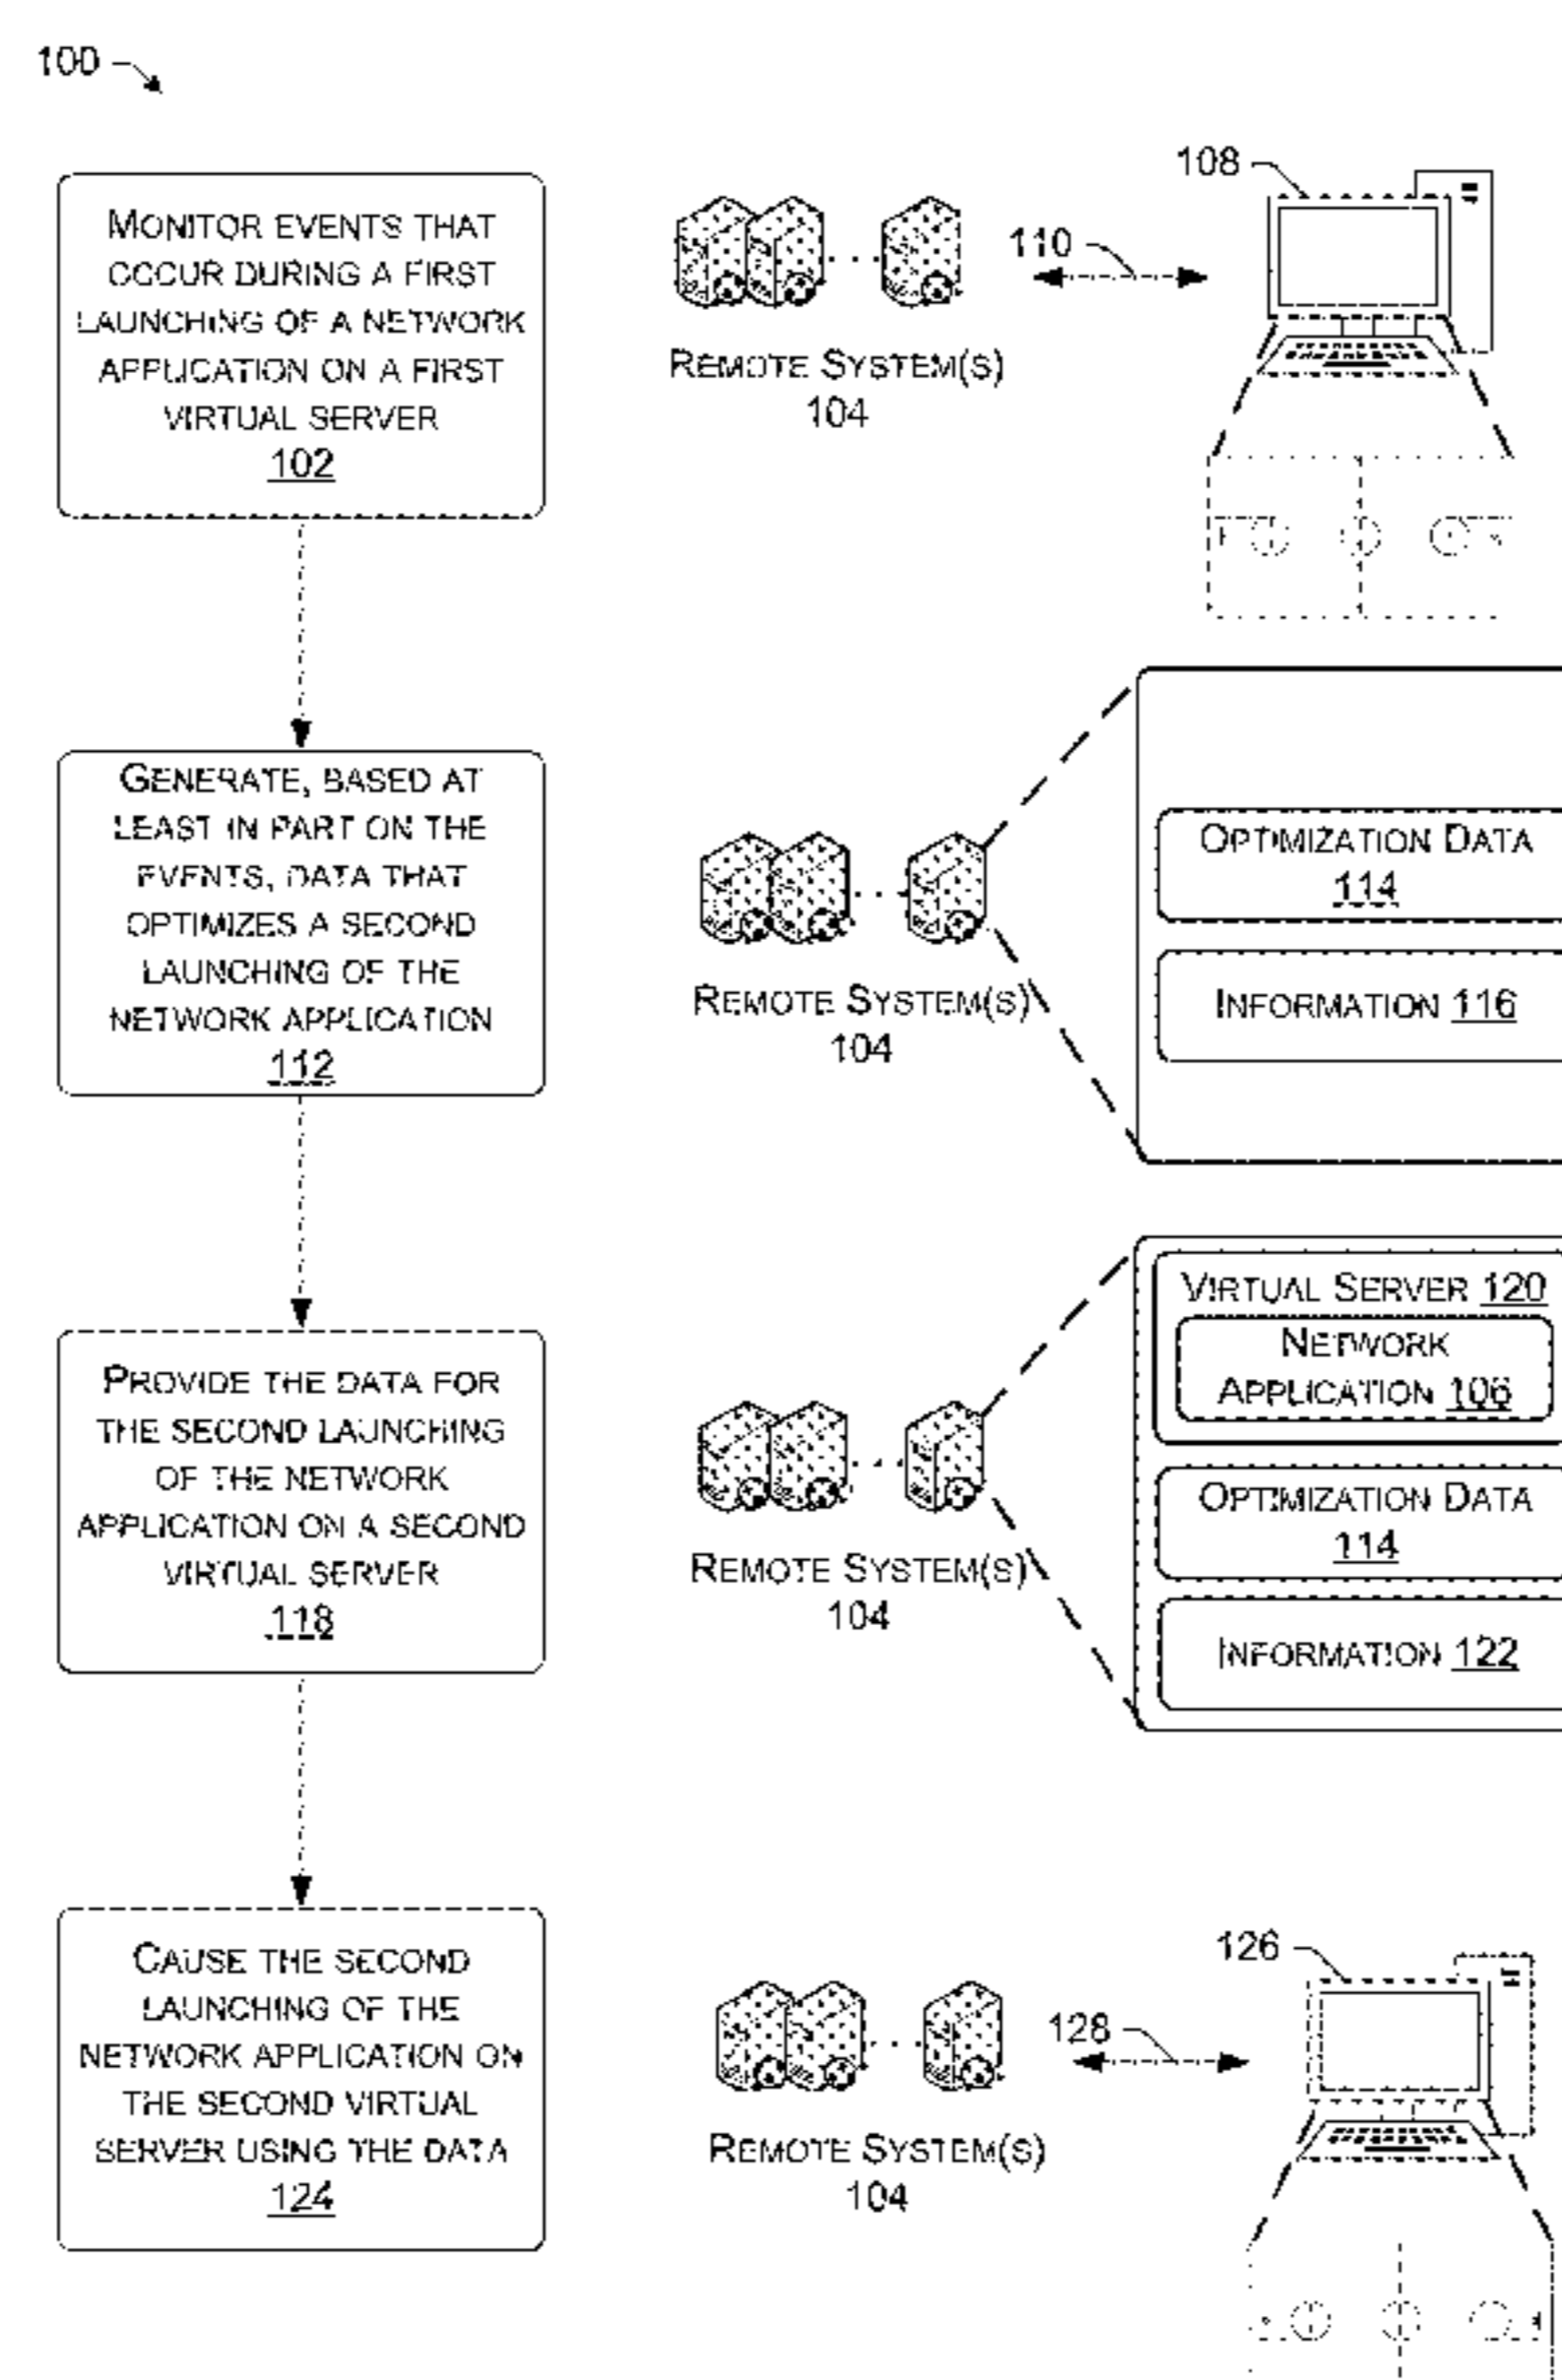 100
MONITOR EVENTS THAT
OCCUR DURING A FIRST
LAUNCHING OF A NETWORK
APPLICATION ON A FIRST
VIRTUAL SERVER
102
REMOTE SYSTEM(S)
104
110
108
GENERATE, BASED AT
LEAST IN PART ON THE
EVENTS, DATA THAT
OPTIMIZES A SECOND
LAUNCHING OF THE
NETWORK APPLICATION
112
REMOTE SYSTEM(S)
104
OPTIMIZATION DATA
114
INFORMATION 116
PROVIDE THE DATA FOR
THE SECOND LAUNCHING
OF THE NETWORK
APPLICATION ON A SECOND
VIRTUAL SERVER
118
REMOTE SYSTEM(S)
104
VIRTUAL SERVER 120
NETWORK
APPLICATION 106
OPTIMIZATION DATA
114
INFORMATION 122
CAUSE THE SECOND
LAUNCHING OF THE
NETWORK APPLICATION ON
THE SECOND VIRTUAL
SERVER USING THE DATA
124
REMOTE SYSTEM(S)
104
128
126